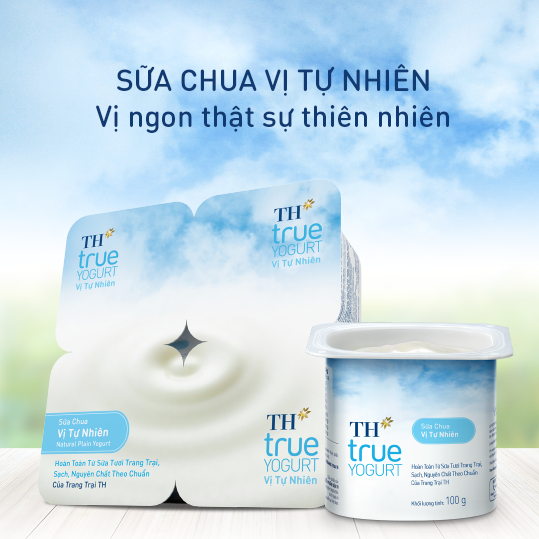 SỮA CHUA VỊ TỰ NHIÊN
Vị ngon thật sự thiên nhiên
TH
true
YOGURT
Vị Tự Nhiên
TH
true
YOGURT
Vị Tự Nhiên
Sữa Chua
Vị Tự Nhiên
Natural Plain Yogurt
Hoàn Toàn Từ Sữa Tươi Trang Trại,
Sạch, Nguyên Chất Theo Chuẩn
Của Trang Trại TH
TH
true
YOGURT
Vị Tự Nhiên
TH
true
YOGURT
Sữa Chua
Vị Tự Nhiên
Hoàn Toàn Từ Sữa Tươi Trang Trại,
Sạch, Nguyên Chất Theo Chuẩn
Của Trang Trại TH
Khối lượng tịnh: 100 g